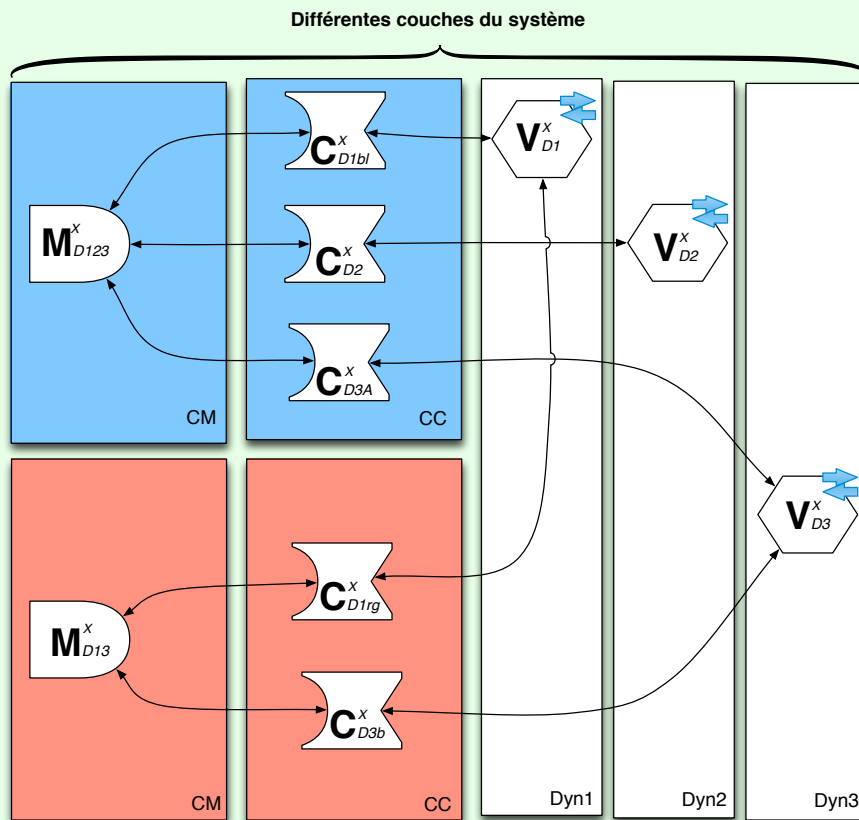 Différentes couches du système
C^X_D1bl
V^X_D1
M^X_D123
C^X_D2
V^X_D2
C^X_D3A
CM
CC
V^X_D3
C^X_D1rg
M^X_D13
C^X_D3b
CM
CC
Dyn1
Dyn2
Dyn3